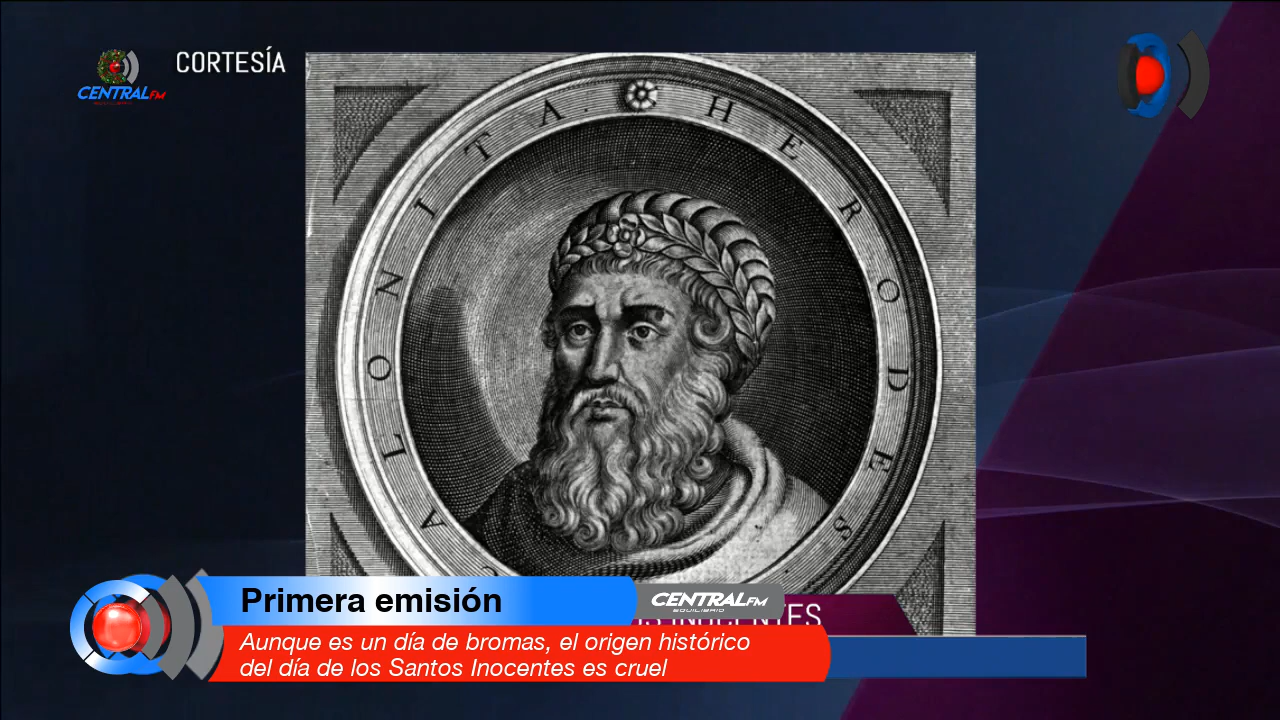 CORTESÍA
CENTRAL FM
HERODES
ASCALONITA.
Primera emisión
CENTRAL FM
EQUILIBRIO
INOCENTES
Aunque es un día de bromas, el origen histórico
del día de los Santos Inocentes es cruel